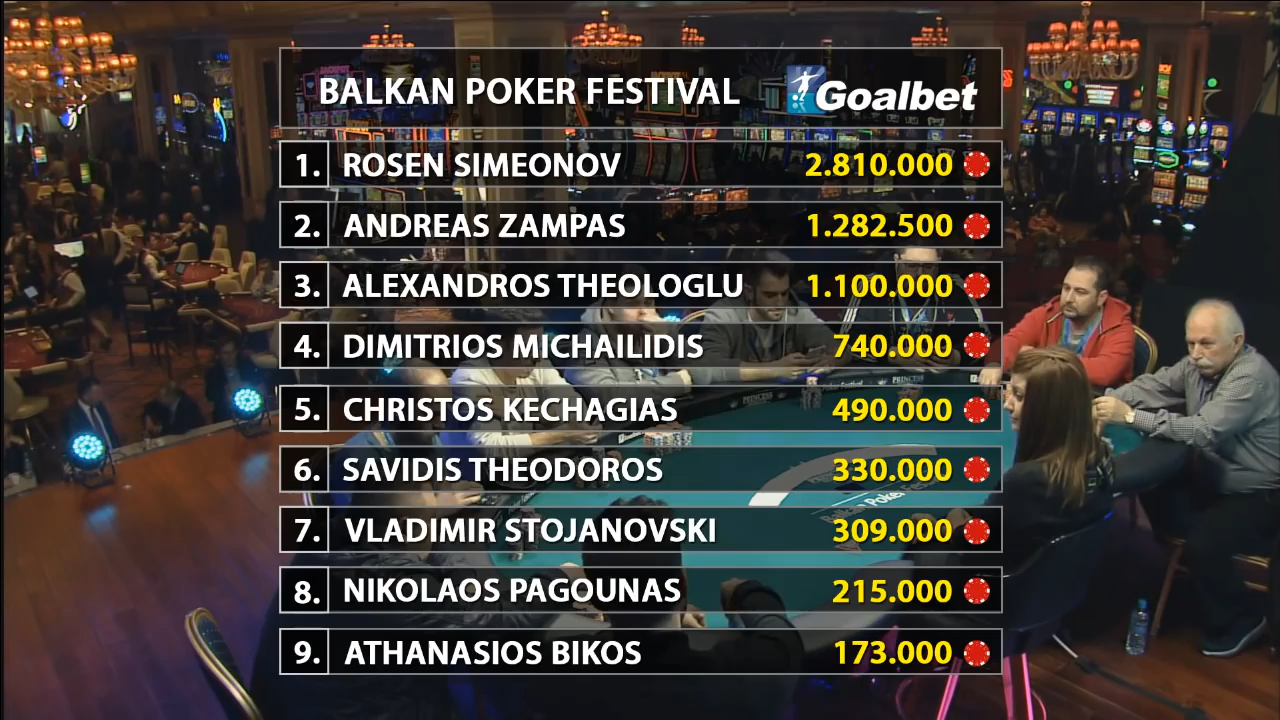 BALKAN POKER FESTIVAL Goalbet
1. ROSEN SIMEONOV 2.810.000
2. ANDREAS ZAMPAS 1.282.500
3. ALEXANDROS THEOLOGLU 1.100.000
4. DIMITRIOS MICHAILIDIS 740.000
5. CHRISTOS KECHAGIAS 490.000
6. SAVIDIS THEODOROS 330.000
7. VLADIMIR STOJANOVSKI 309.000
8. NIKOLAOS PAGOUNAS 215.000
9. ATHANASIOS BIKOS 173.000